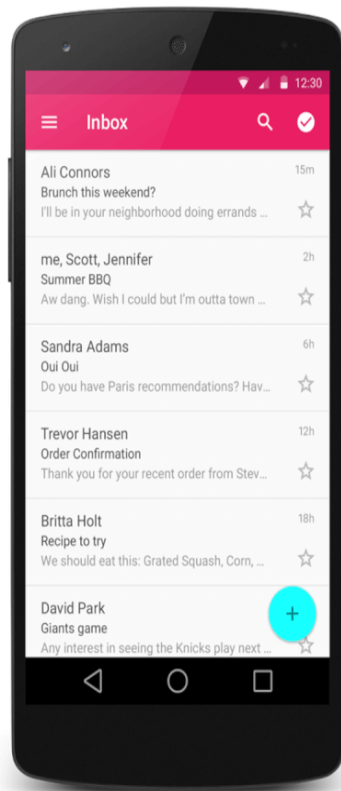 12:30
Inbox
Ali Connors 15m
Brunch this weekend?
I'll be in your neighborhood doing errands ...
me, Scott, Jennifer 2h
Summer BBQ
Aw dang. Wish I could but I'm outta town ...
Sandra Adams 6h
Oui Oui
Do you have Paris recommendations? Hav...
Trevor Hansen 12h
Order Confirmation
Thank you for your recent order from Stev...
Britta Holt 18h
Recipe to try
We should eat this: Grated Squash, Corn, ...
David Park
Giants game
Any interest in seeing the Knicks play next ...